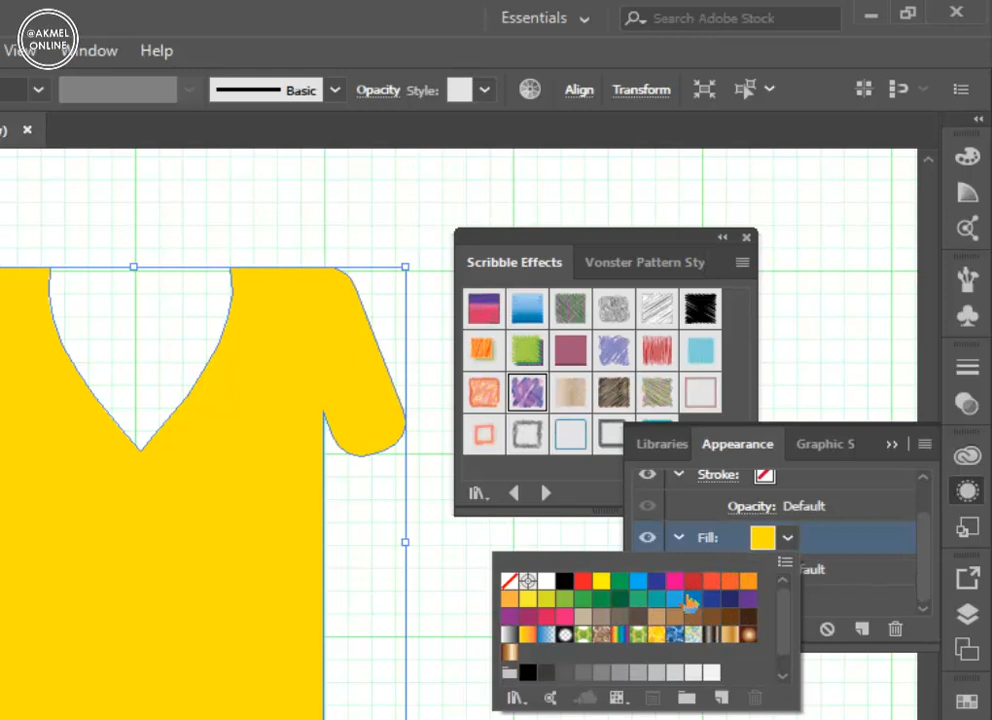 @AKMEL
ONLINE
Essentials
Search Adobe Stock
View Window Help
Basic Opacity Style: Align Transform
Scribble Effects Vonster Pattern Sty
Libraries Appearance Graphic S
Stroke:
Opacity: Default
Fill: